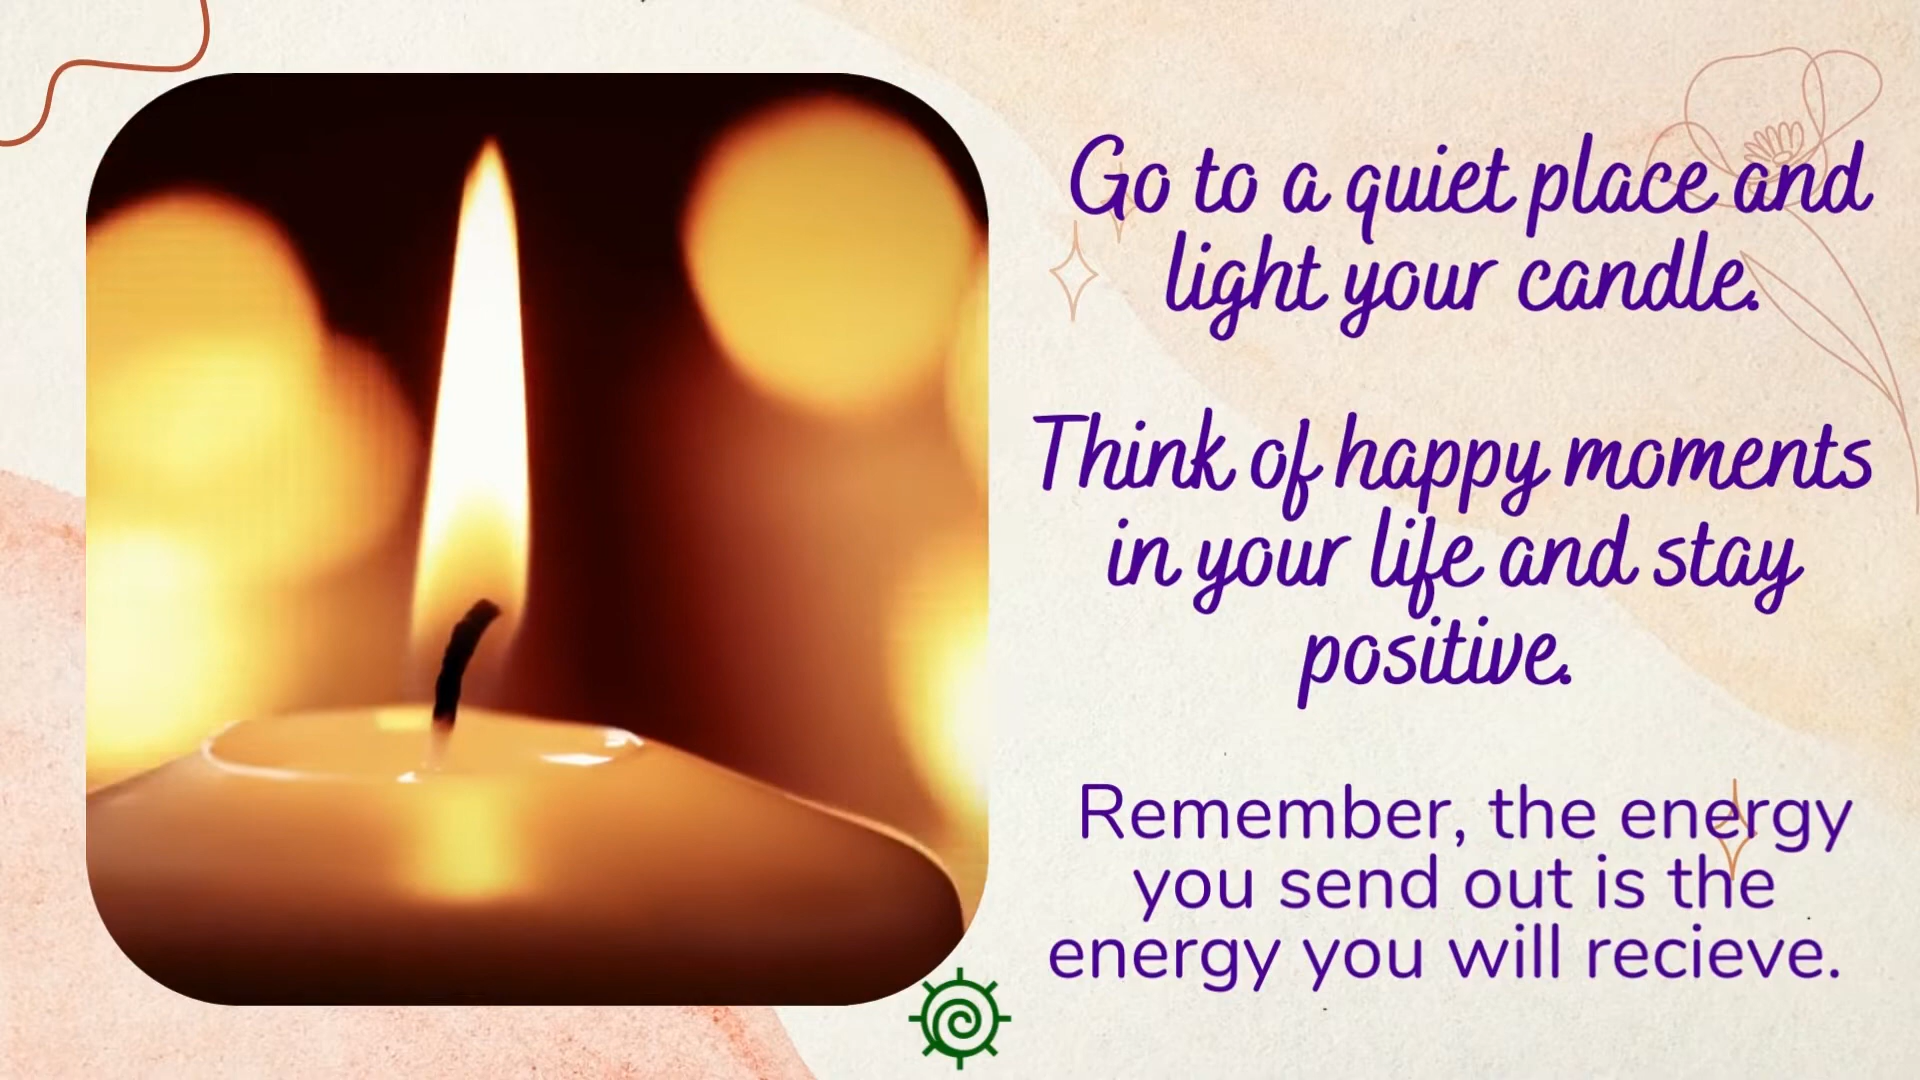 Go to a quiet place and
light your candle.
Think of happy moments
in your life and stay
positive.
Remember, the energy
you send out is the
energy you will recieve.